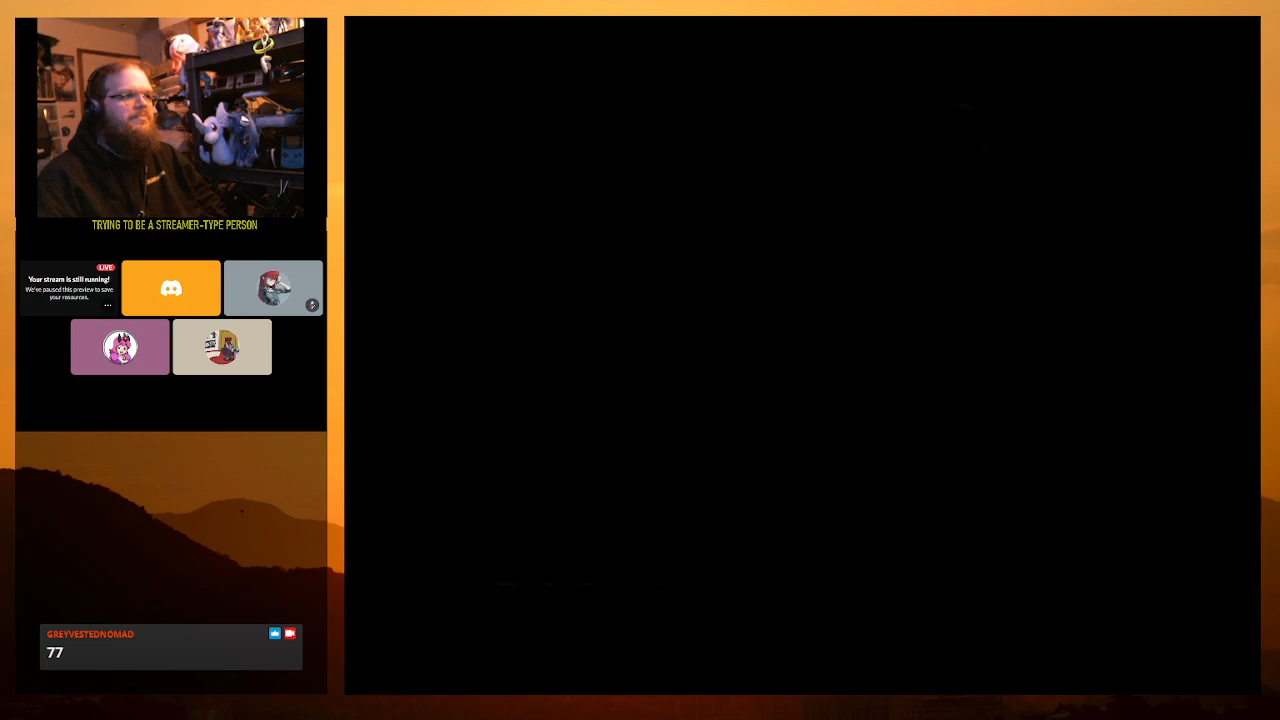 TRYING TO BE A STREAMER-TYPE PERSON
LIVE
Your stream is still running!
We've paused this preview to save
your resources.
GREYVESTEDNOMAD
77